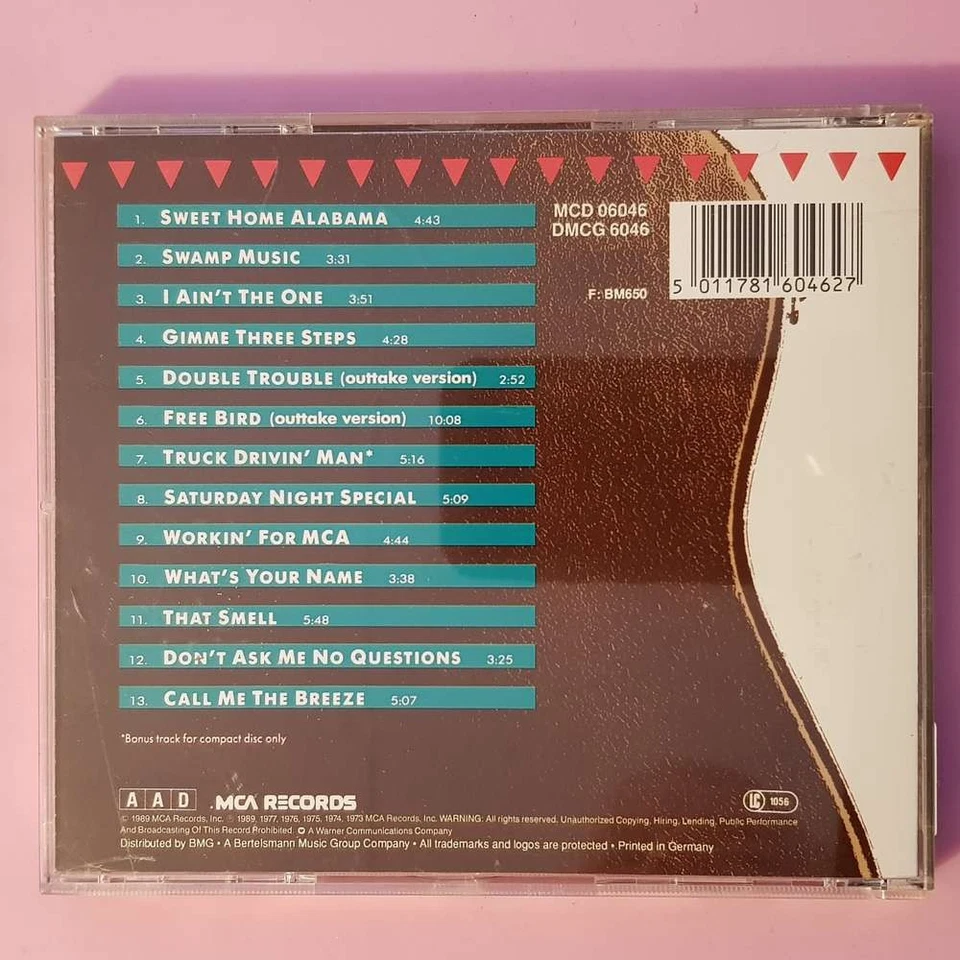 1. SWEET HOME ALABAMA 4:43
2. SWAMP MUSIC 3:31
3. I AIN'T THE ONE 3:51
4. GIMME THREE STEPS 4:28
5. DOUBLE TROUBLE (outtake version) 2:52
6. FREE BIRD (outtake version) 10:08
7. TRUCK DRIVIN' MAN* 5:16
8. SATURDAY NIGHT SPECIAL 5:09
9. WORKIN' FOR MCA 4:44
10. WHAT'S YOUR NAME 3:38
11. THAT SMELL 5:48
12. DON'T ASK ME NO QUESTIONS 3:25
13. CALL ME THE BREEZE 5:07
*Bonus track for compact disc only
MCD 06046
DMCG 6046
F: BM650
5 011781 604627
AAD MCA RECORDS
LC 1056
© 1989 MCA Records, Inc. ℗ 1989, 1977, 1976, 1975, 1974, 1973 MCA Records, Inc. WARNING: All rights reserved. Unauthorized Copying, Hiring, Lending, Public Performance
And Broadcasting Of This Record Prohibited. A Warner Communications Company
Distributed by BMG • A Bertelsmann Music Group Company • All trademarks and logos are protected • Printed in Germany